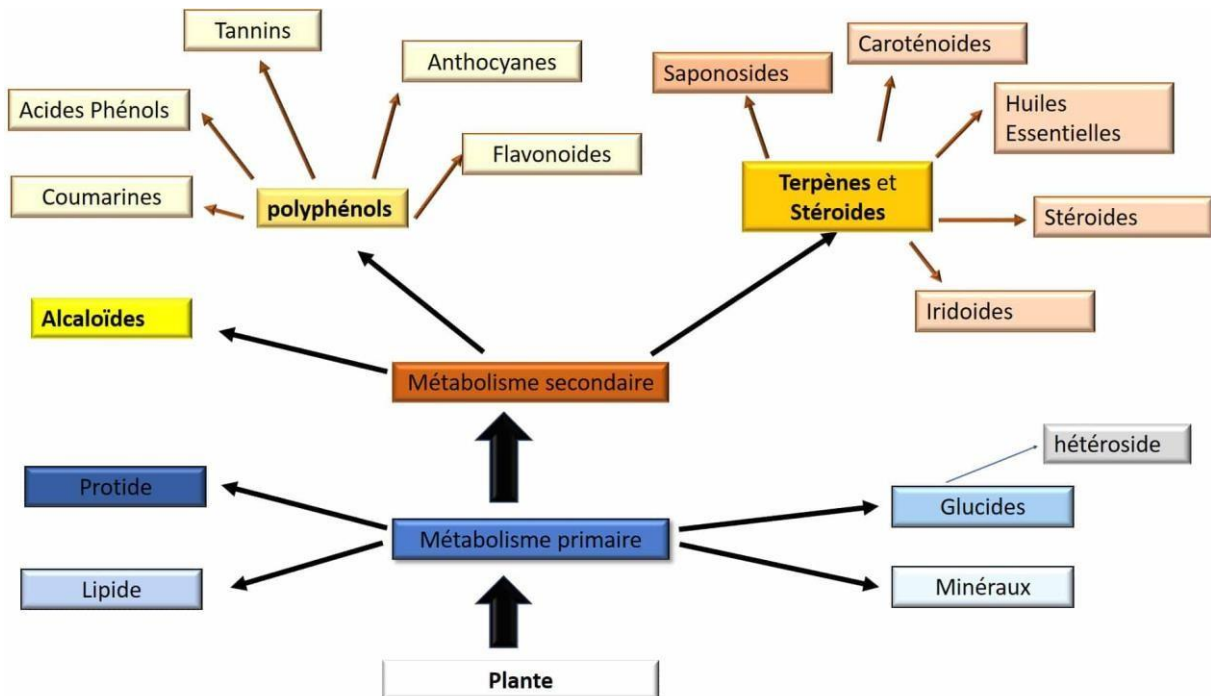 Tannins
Caroténoides
Anthocyanes
Saponosides
Acides Phénols
Huiles
Essentielles
Flavonoides
Coumarines
polyphénols
Terpènes et
Stéroides
Stéroides
Alcaloïdes
Iridoides
Métabolisme secondaire
hétéroside
Protide
Glucides
Métabolisme primaire
Lipide
Minéraux
Plante